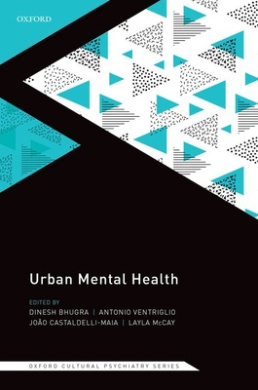 OXFORD
Urban Mental Health
EDITED BY
DINESH BHUGRA | ANTONIO VENTRIGLIO
JOÃO CASTALDELLI-MAIA | LAYLA McCAY
OXFORD CULTURAL PSYCHIATRY SERIES